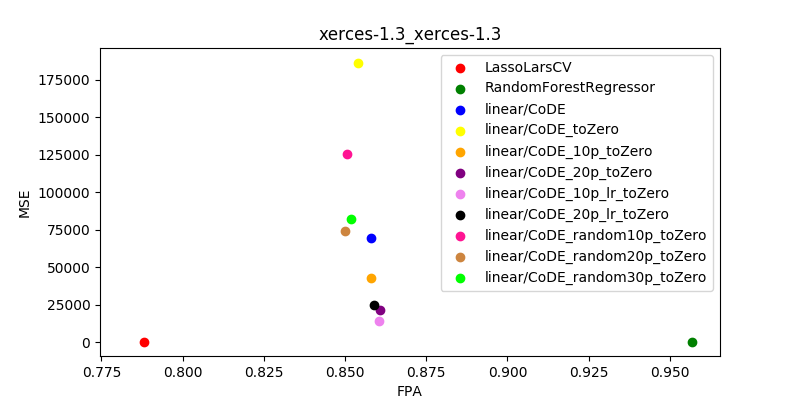 xerces-1.3_xerces-1.3
MSE
175000
150000
125000
100000
75000
50000
25000
0
LassoLarsCV
RandomForestRegressor
linear/CoDE
linear/CoDE_toZero
linear/CoDE_10p_toZero
linear/CoDE_20p_toZero
linear/CoDE_10p_lr_toZero
linear/CoDE_20p_lr_toZero
linear/CoDE_random10p_toZero
linear/CoDE_random20p_toZero
linear/CoDE_random30p_toZero
0.775 0.800 0.825 0.850 0.875 0.900 0.925 0.950
FPA